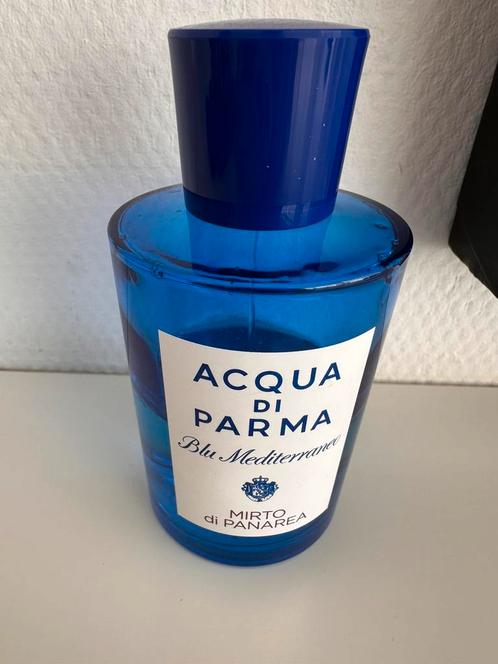 ACQUA
DI
PARMA
Blu Mediterraneo
MIRTO
di PANAREA